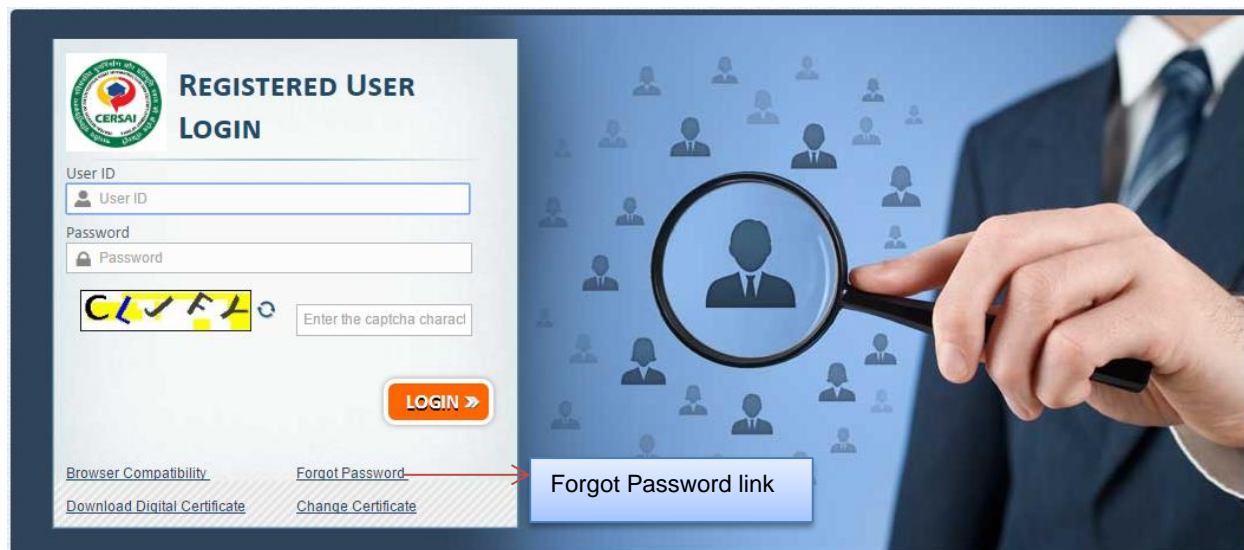 CERSAI
REGISTERED USER
LOGIN
User ID
User ID
Password
Password
Enter the captcha charact
LOGIN »
Browser Compatibility
Forgot Password
Forgot Password link
Download Digital Certificate
Change Certificate